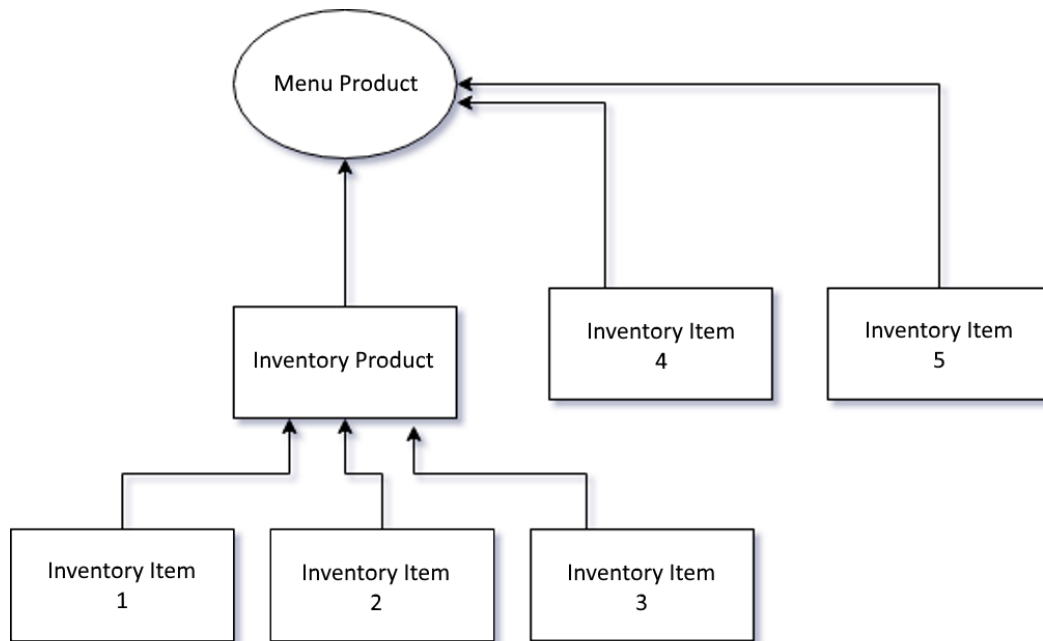 Menu Product
Inventory Item
4
Inventory Item
5
Inventory Product
Inventory Item
1
Inventory Item
2
Inventory Item
3